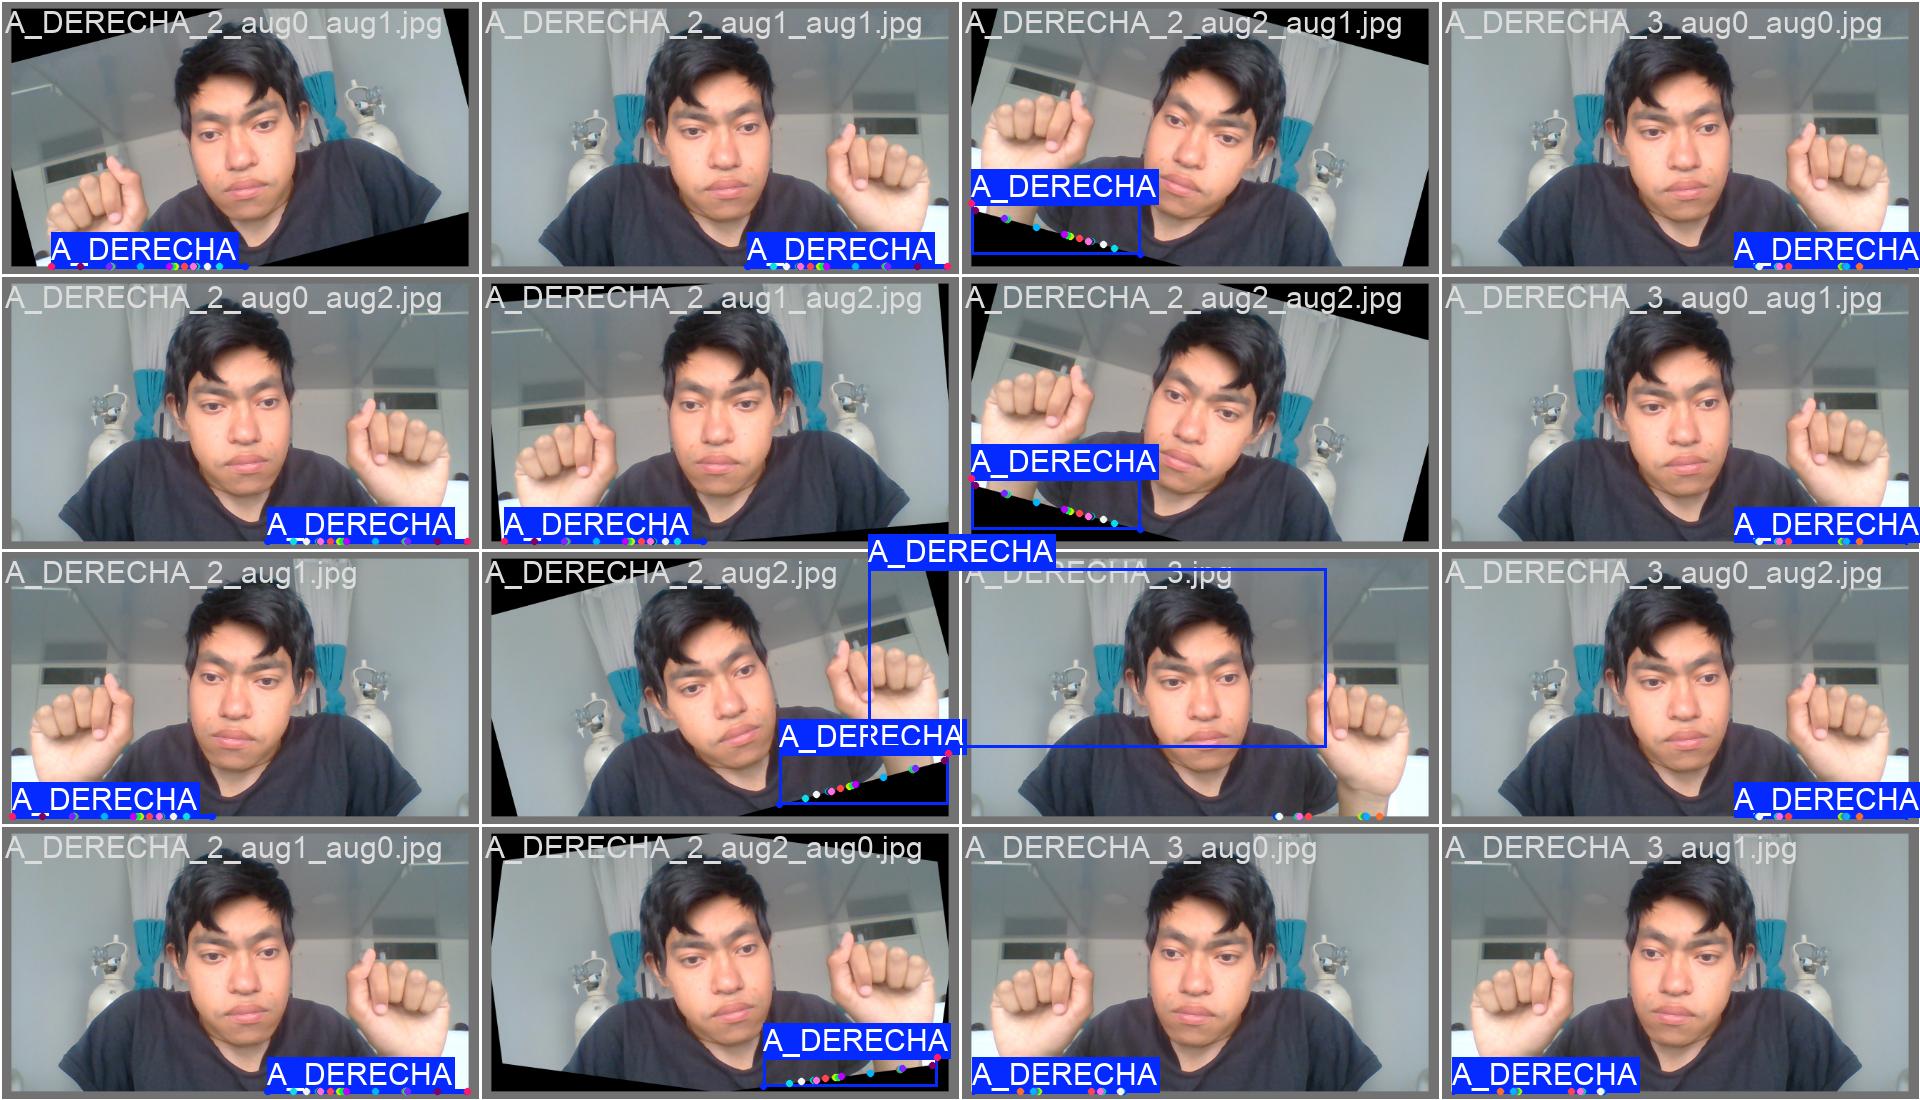 A_DERECHA_2_aug0_aug1.jpg
A_DERECHA_2_aug1_aug1.jpg
A_DERECHA_2_aug2_aug1.jpg
A_DERECHA_3_aug0_aug0.jpg
A_DERECHA
A_DERECHA
A_DERECHA
A_DERECHA
A_DERECHA_2_aug0_aug2.jpg
A_DERECHA_2_aug1_aug2.jpg
A_DERECHA_2_aug2_aug2.jpg
A_DERECHA_3_aug0_aug1.jpg
A_DERECHA
A_DERECHA
A_DERECHA
A_DERECHA
A_DERECHA
A_DERECHA_2_aug1.jpg
A_DERECHA_2_aug2.jpg
A_DERECHA_3.jpg
A_DERECHA_3_aug0_aug2.jpg
A_DERECHA
A_DERECHA
A_DERECHA
A_DERECHA_2_aug1_aug0.jpg
A_DERECHA_2_aug2_aug0.jpg
A_DERECHA_3_aug0.jpg
A_DERECHA_3_aug1.jpg
A_DERECHA
A_DERECHA
A_DERECHA
A_DERECHA